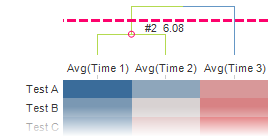 #2 6.08
Avg(Time 1) Avg(Time 2) Avg(Time 3)
Test A
Test B
Test C